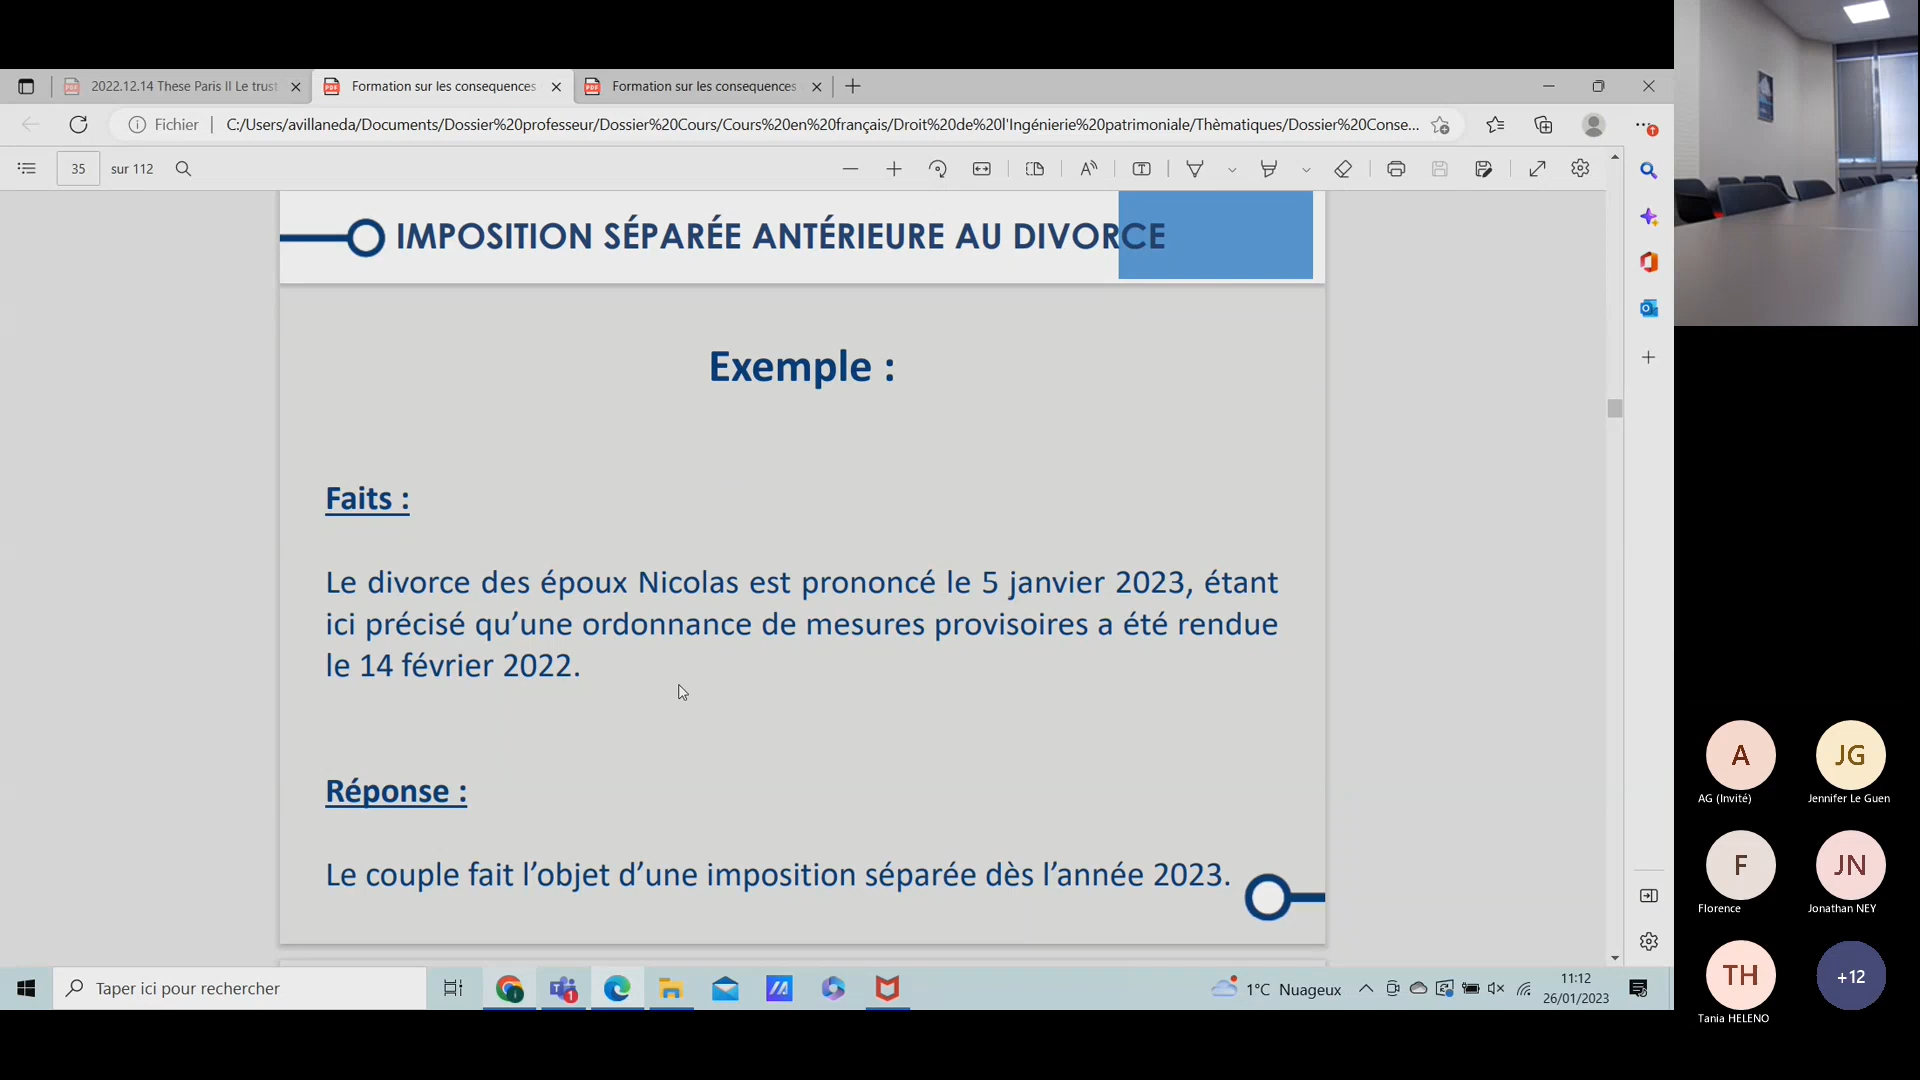 2022.12.14 These Paris II Le trust
Formation sur les consequences
Formation sur les consequences
Fichier
C:/Users/avillaneda/Documents/Dossier%20professeur/Dossier%20Cours/Cours%20en%20français/Droit%20de%20l'Ingénierie%20patrimoniale/Thèmatiques/Dossier%20Conse...
35 sur 112
IMPOSITION SÉPARÉE ANTÉRIEURE AU DIVORCE
Exemple :
Faits :
Le divorce des époux Nicolas est prononcé le 5 janvier 2023, étant
ici précisé qu’une ordonnance de mesures provisoires a été rendue
le 14 février 2022.
Réponse :
Le couple fait l’objet d’une imposition séparée dès l’année 2023.
A
AG (Invité)
JG
Jennifer Le Guen
F
Florence
JN
Jonathan NEY
TH
Tania HELENO
+12
Taper ici pour rechercher
1
1°C Nuageux
11:12
26/01/2023